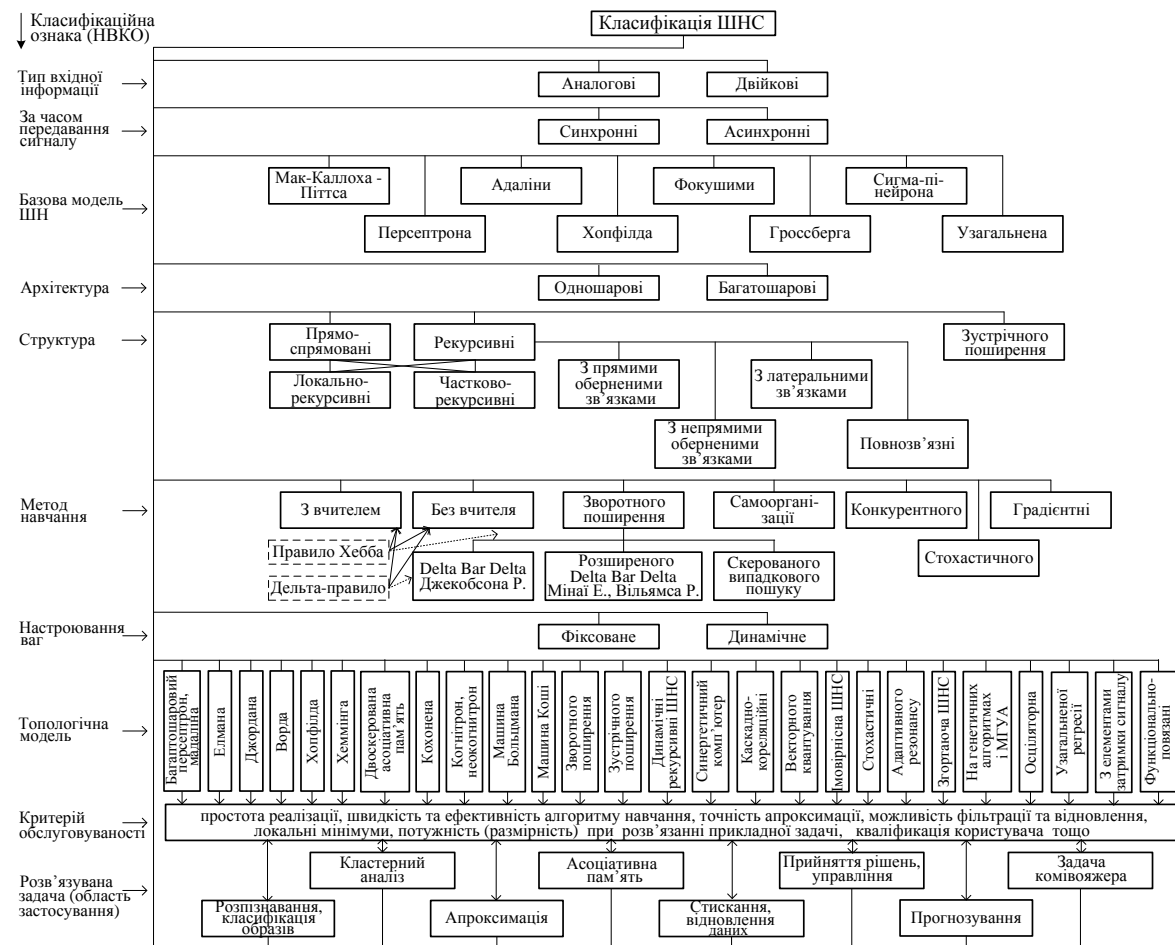 Класифікаційна
ознака (НВКО)
Класифікація ШНС
Тип вхідної
інформації
Аналогові
Двійкові
За часом
передавання
сигналу
Синхронні
Асинхронні
Базова модель
ШН
Мак-Каллоха -
Піттса
Адаліни
Фокушими
Сигма-пі-
нейрона
Персептрона
Хопфілда
Гроссберга
Узагальнена
Архітектура
Одношарові
Багатошарові
Структура
Прямо-
спрямовані
Рекурсивні
Зустрічного
поширення
Локально-
рекурсивні
Частково-
рекурсивні
З прямими
оберненими
зв’язками
З латеральними
зв’язками
З непрямими
оберненими
зв’язками
Повнозв’язні
Метод
навчання
З вчителем
Без вчителя
Зворотного
поширення
Самооргані-
зації
Конкурентного
Градієнтні
Стохастичного
Правило Хебба
Дельта-правило
Delta Bar Delta
Джекобсона Р.
Розширеного
Delta Bar Delta
Мінаї Е., Вільямса Р.
Скерованого
випадкового
пошуку
Настроювання
ваг
Фіксоване
Динамічне
Топологічна
модель
Багатошаровий
персептрон,
мадаліна
Елмана
Джордана
Ворда
Хопфілда
Хеммінга
Двоскерована
асоціативна
пам’ять
Кохонена
Когнітрон,
неокогнітрон
Машина
Больцмана
Машина Коші
Зворотного
поширення
Зустрічного
поширення
Динамічні
рекурсивні ШНС
Синергетичний
комп’ютер
Каскадно-
кореляційні
Векторного
квантування
Імовірнісна ШНС
Стохастичні
Адаптивного
резонансу
Згортаюча ШНС
На генетичних
алгоритмах
і МГУА
Осціляторна
Узагальненої
регресії
З елементами
затримки сигналу
Функціонально-
повязані
Критерій
обслуговуваності
простота реалізації, швидкість та ефективність алгоритму навчання, точність апроксимації, можливість фільтрації та відновлення,
локальні мінімуми, потужність (размірність) при розв’язанні прикладної задачі, кваліфікація користувача тощо
Розв’язувана
задача (область
застосування)
Кластерний
аналіз
Асоціативна
пам’ять
Прийняття рішень,
управління
Задача
комівояжера
Розпізнавання,
класифікація
образів
Апроксимація
Стискання,
відновлення
даних
Прогнозування